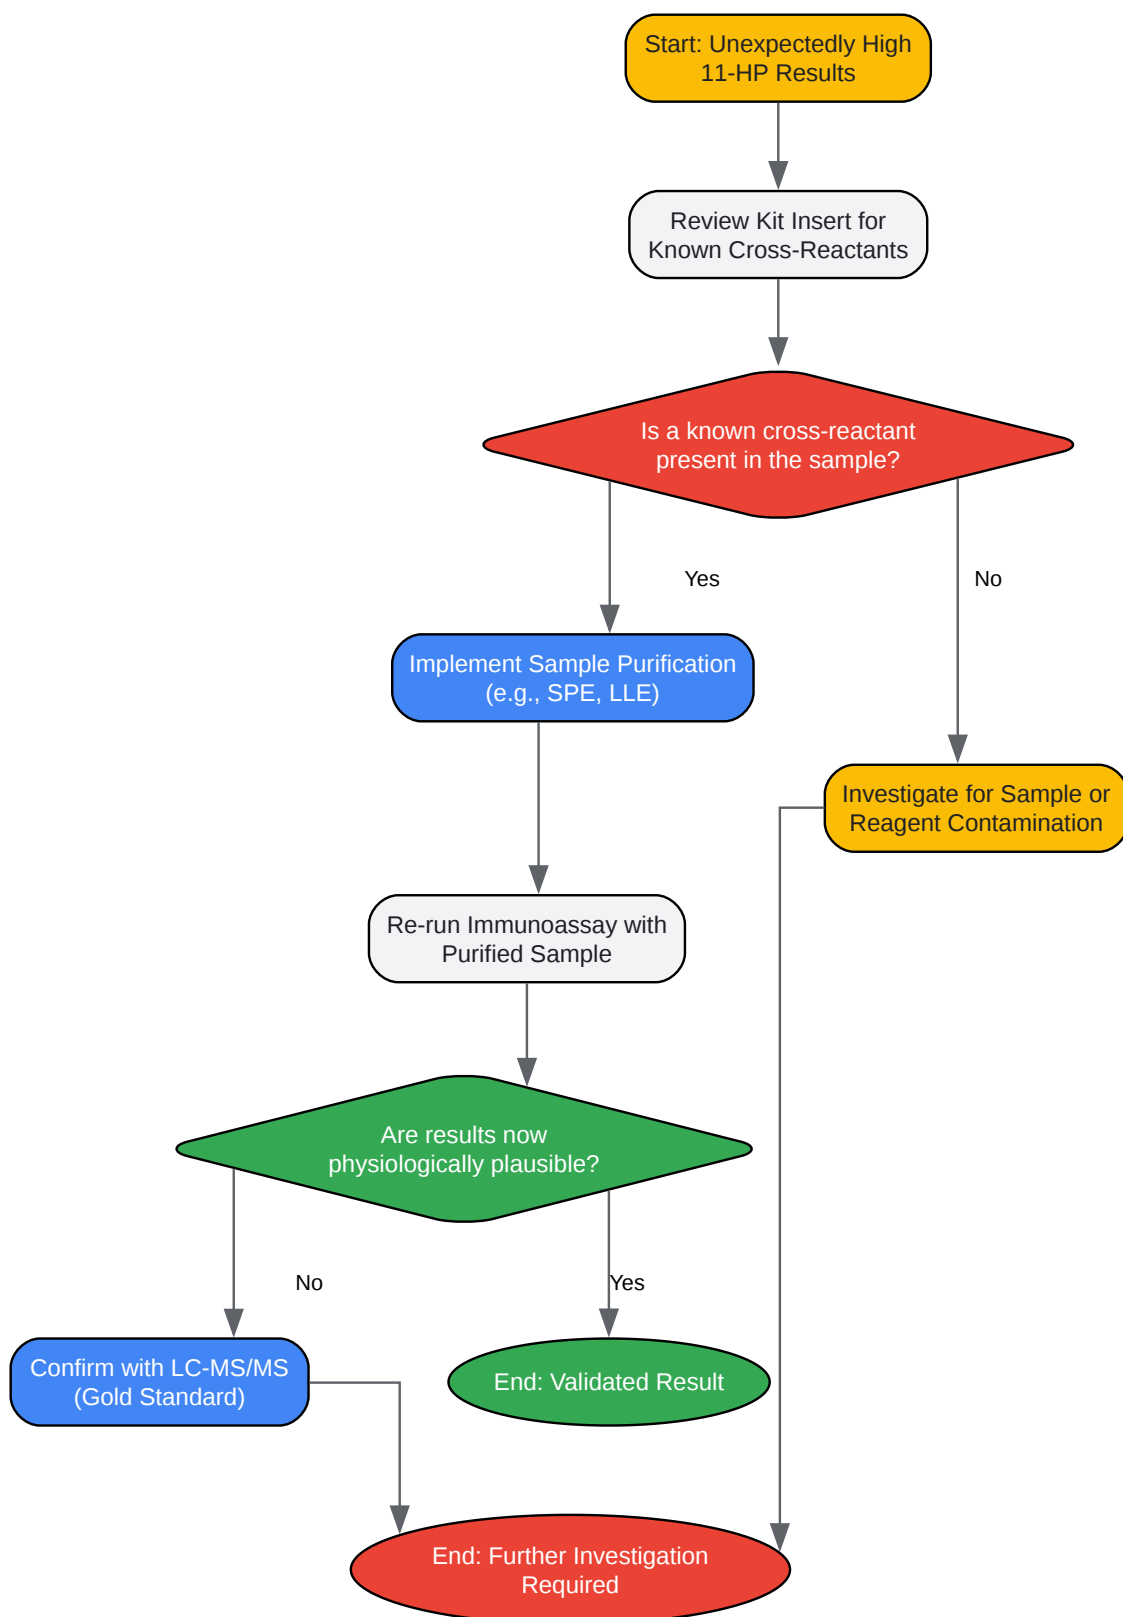 Start: Unexpectedly High
11-HP Results
Review Kit Insert for
Known Cross-Reactants
Is a known cross-reactant
present in the sample?
Yes
No
Implement Sample Purification
(e.g., SPE, LLE)
Investigate for Sample or
Reagent Contamination
Re-run Immunoassay with
Purified Sample
Are results now
physiologically plausible?
No
Yes
Confirm with LC-MS/MS
(Gold Standard)
End: Validated Result
End: Further Investigation
Required